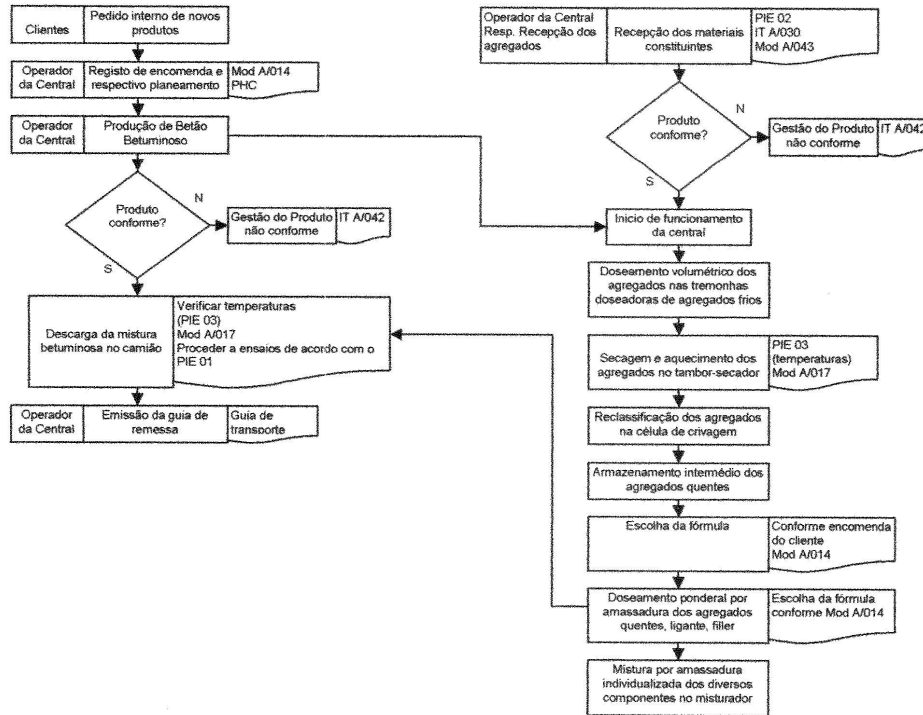 Clientes
Pedido interno de novos
produtos
Operador
da Central
Registo de encomenda e
respectivo planeamento
Mod A/014
PHC
Operador
da Central
Produção de Betão
Betuminoso
Produto
conforme?
N
S
Gestão do Produto
não conforme
IT A/042
Descarga da mistura
betuminosa no camião
Verificar temperaturas
(PIE 03)
Mod A/017
Proceder a ensaios de acordo com o
PIE 01
Operador
da Central
Emissão da guia de
remessa
Guia de
transporte
Operador da Central
Resp. Recepção dos
agregados
Recepção dos materiais
constituintes
PIE 02
IT A/030
Mod A/043
Produto
conforme?
N
S
Gestão do Produto
não conforme
IT A/042
Inicio de funcionamento
da central
Doseamento volumétrico dos
agregados nas tremonhas
doseadoras de agregados frios
Secagem e aquecimento dos
agregados no tambor-secador
PIE 03
(temperaturas)
Mod A/017
Reclassificação dos agregados
na célula de crivagem
Armazenamento intermédio dos
agregados quentes
Escolha da fórmula
Conforme encomenda
do cliente
Mod A/014
Doseamento ponderal por
amassadura dos agregados
quentes, ligante, filler
Escolha da fórmula
conforme Mod A/014
Mistura por amassadura
individualizada dos diversos
componentes no misturador